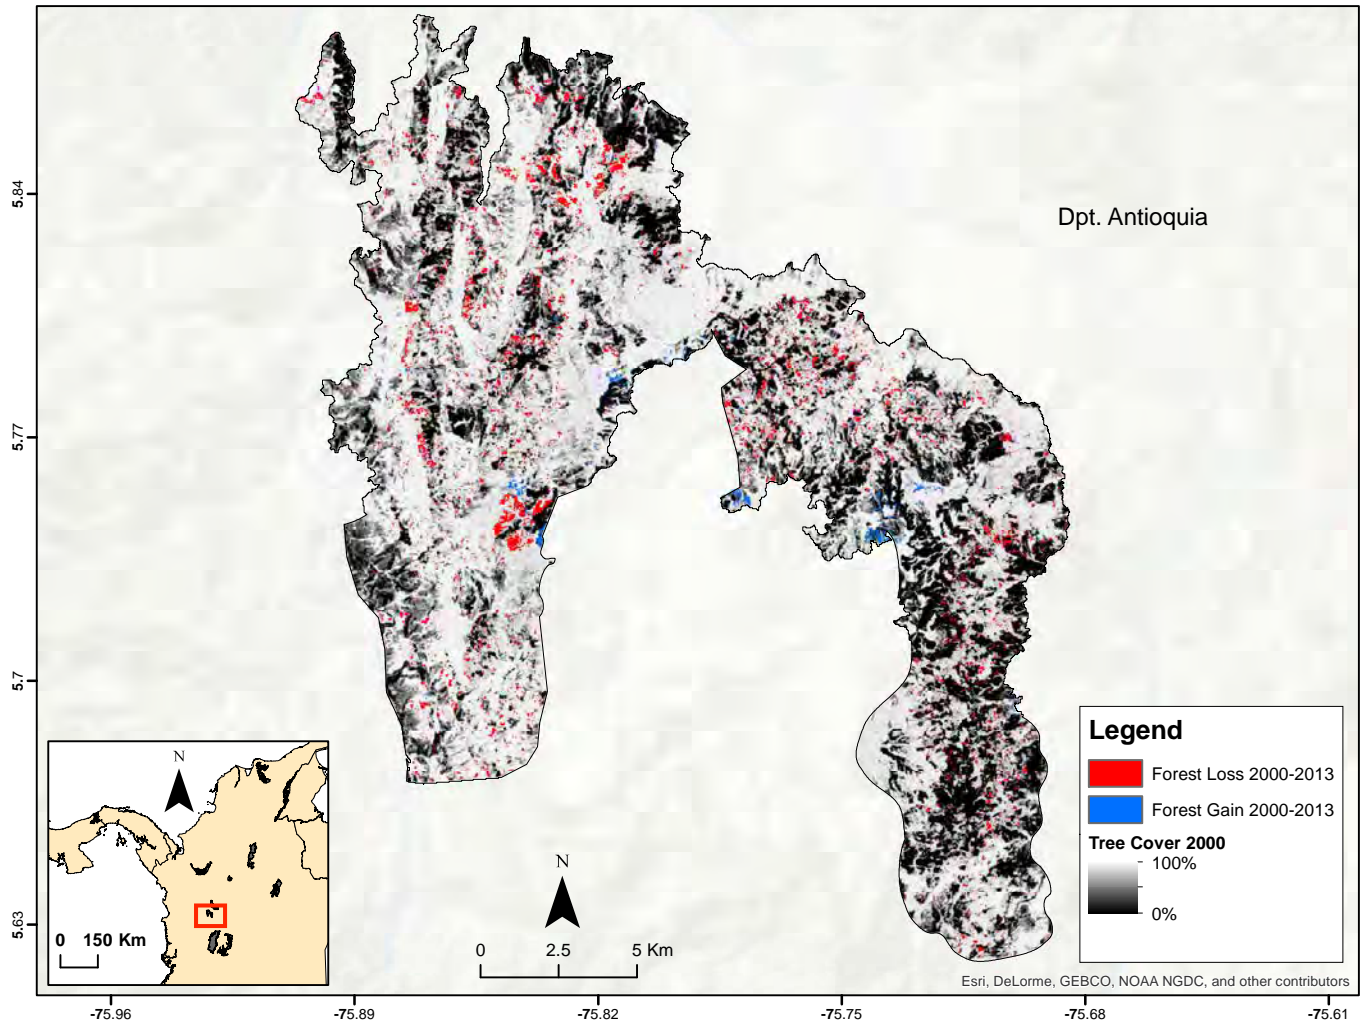 Dpt. Antioquia
5.84
5.77
5.7
5.63
Legend
Forest Loss 2000-2013
Forest Gain 2000-2013
Tree Cover 2000
100%
0%
N
0 150 Km
N
0 2.5 5 Km
Esri, DeLorme, GEBCO, NOAA NGDC, and other contributors
-75.96 -75.89 -75.82 -75.75 -75.68 -75.61